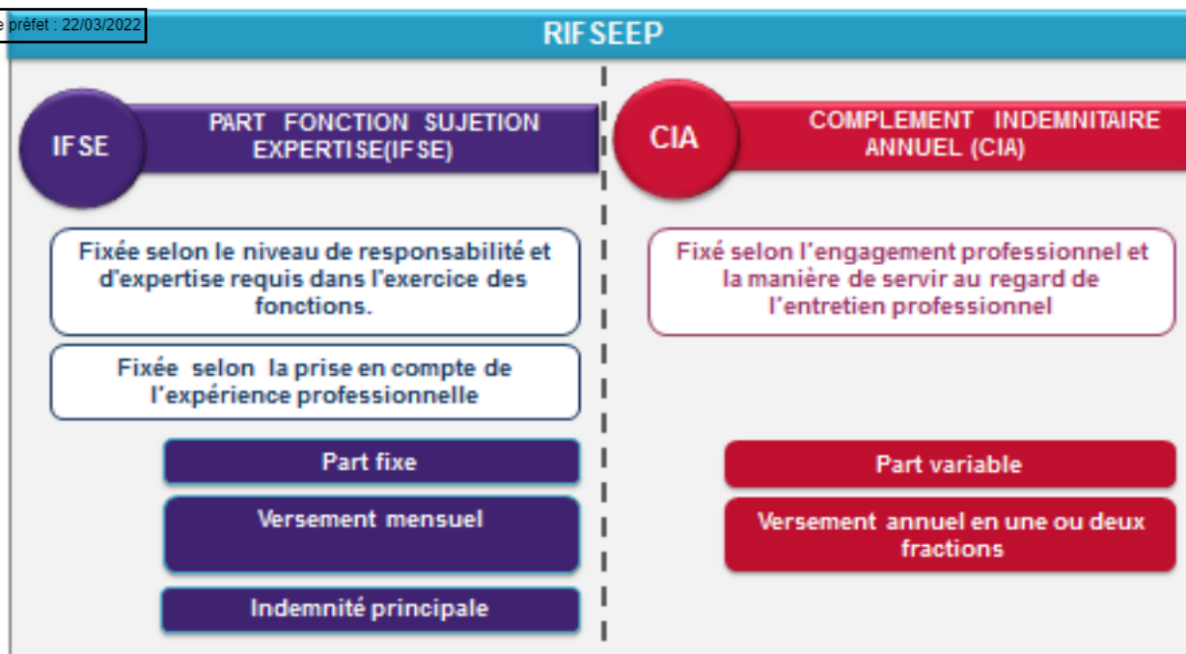 e préfet : 22/03/2022
RIFSEEP
IFSE
PART FONCTION SUJETION
EXPERTISE(IFSE)
Fixée selon le niveau de responsabilité et
d'expertise requis dans l'exercice des
fonctions.
Fixée selon la prise en compte de
l'expérience professionnelle
Part fixe
Versement mensuel
Indemnité principale
CIA
COMPLEMENT INDEMNITAIRE
ANNUEL (CIA)
Fixé selon l'engagement professionnel et
la manière de servir au regard de
l'entretien professionnel
Part variable
Versement annuel en une ou deux
fractions